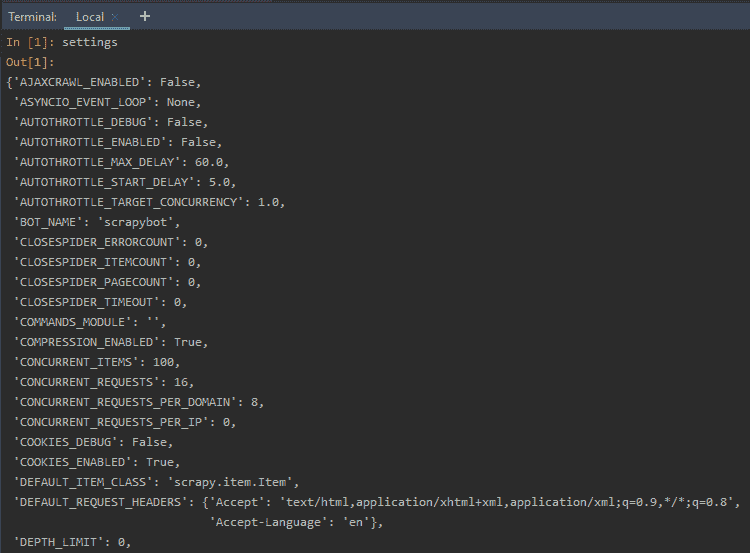 Terminal: Local × +
In [1]: settings
Out[1]:
{'AJAXCRAWL_ENABLED': False,
 'ASYNCIO_EVENT_LOOP': None,
 'AUTOTHROTTLE_DEBUG': False,
 'AUTOTHROTTLE_ENABLED': False,
 'AUTOTHROTTLE_MAX_DELAY': 60.0,
 'AUTOTHROTTLE_START_DELAY': 5.0,
 'AUTOTHROTTLE_TARGET_CONCURRENCY': 1.0,
 'BOT_NAME': 'scrapybot',
 'CLOSESPIDER_ERRORCOUNT': 0,
 'CLOSESPIDER_ITEMCOUNT': 0,
 'CLOSESPIDER_PAGECOUNT': 0,
 'CLOSESPIDER_TIMEOUT': 0,
 'COMMANDS_MODULE': '',
 'COMPRESSION_ENABLED': True,
 'CONCURRENT_ITEMS': 100,
 'CONCURRENT_REQUESTS': 16,
 'CONCURRENT_REQUESTS_PER_DOMAIN': 8,
 'CONCURRENT_REQUESTS_PER_IP': 0,
 'COOKIES_DEBUG': False,
 'COOKIES_ENABLED': True,
 'DEFAULT_ITEM_CLASS': 'scrapy.item.Item',
 'DEFAULT_REQUEST_HEADERS': {'Accept': 'text/html,application/xhtml+xml,application/xml;q=0.9,*/*;q=0.8',
                             'Accept-Language': 'en'},
 'DEPTH_LIMIT': 0,